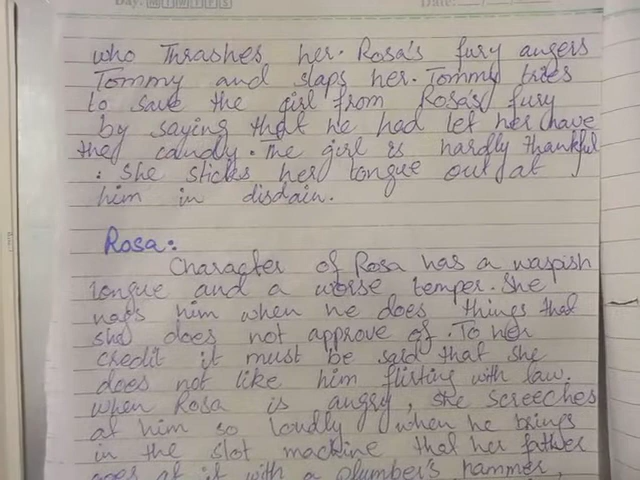 Day: M T W T F S Date:
who Thrashes her. Rosa's fury angers
Tommy and slaps her. Tommy tries
to save the girl from Rosa's fury
by saying that he had let her have
the candy. The girl is hardly thankful
. She sticks her tongue out at
him in disdain.
Rosa:
Character of Rosa has a waspish
tongue and a worse temper. She
nags him when he does things that
she does not approve of. To her
credit it must be said that she
does not like him flirting with law.
when Rosa is angry, she screeches
at him so loudly when he brings
in the slot machine that her father
goes at it with a plumber's hammer,